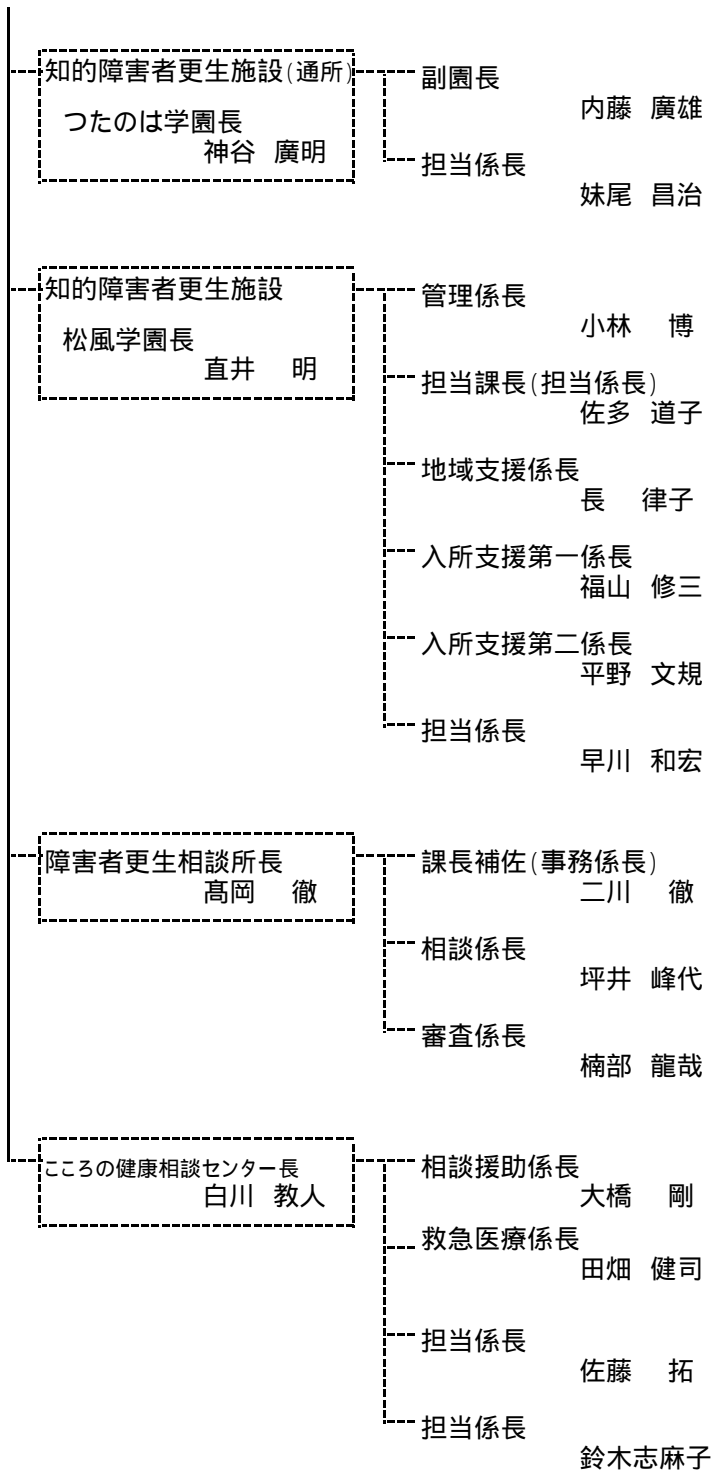 知的障害者更生施設(通所)
つたのは学園長
神谷 廣明
副園長
内藤 廣雄
担当係長
妹尾 昌治
知的障害者更生施設
松風学園長
直井 明
管理係長
小林 博
担当課長(担当係長)
佐多 道子
地域支援係長
長 律子
入所支援第一係長
福山 修三
入所支援第二係長
平野 文規
担当係長
早川 和宏
障害者更生相談所長
髙岡 徹
課長補佐(事務係長)
二川 徹
相談係長
坪井 峰代
審査係長
楠部 龍哉
こころの健康相談センター長
白川 教人
相談援助係長
大橋 剛
救急医療係長
田畑 健司
担当係長
佐藤 拓
担当係長
鈴木志麻子